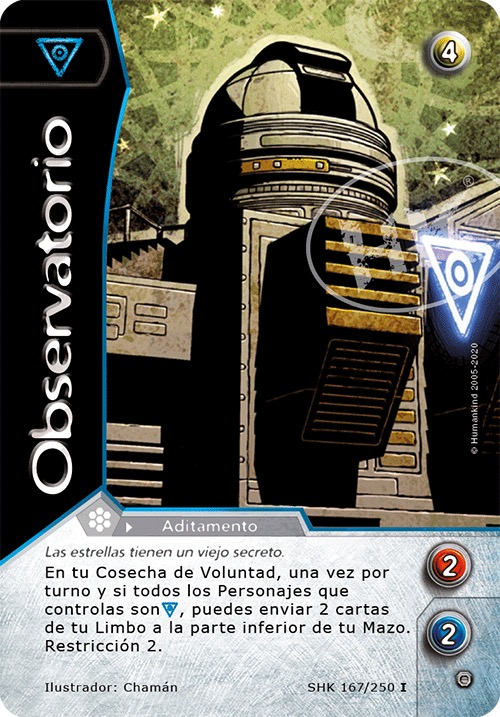 4
Observatorio
®
© Humankind 2005-2020
Aditamento
Las estrellas tienen un viejo secreto.
En tu Cosecha de Voluntad, una vez por
turno y si todos los Personajes que
controlas son , puedes enviar 2 cartas
de tu Limbo a la parte inferior de tu Mazo.
Restricción 2.
2
2
Ilustrador: Chamán
SHK 167/250 I